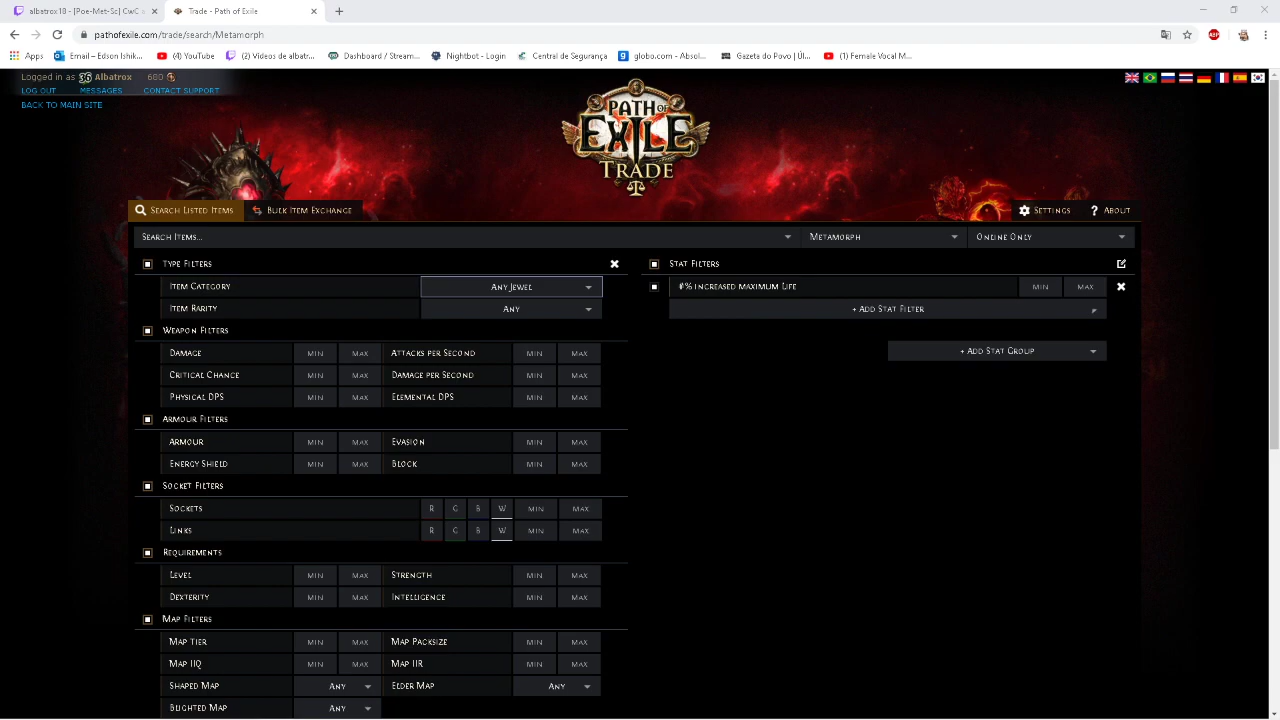 albatrox18 - [Poe-Met-Sc] CwC
Trade - Path of Exile
pathofexile.com/trade/search/Metamorph
ABP
Apps
Email – Edson Ishik...
(4) YouTube
(2) Vídeos de albatr...
Dashboard / Stream...
Nightbot - Login
Central de Segurança
globo.com - Absol...
Gazeta do Povo | Úl...
(1) Female Vocal M...
Logged in as Albatrox 680
LOG OUT MESSAGES CONTACT SUPPORT
BACK TO MAIN SITE
PATH OF
EXILE
TRADE
Search Listed Items
Bulk Item Exchange
Settings
? About
Search Items...
Metamorph
Online Only
Type Filters
Item Category Any Jewel
Item Rarity Any
Weapon Filters
Damage MIN MAX Attacks per Second MIN MAX
Critical Chance MIN MAX Damage per Second MIN MAX
Physical DPS MIN MAX Elemental DPS MIN MAX
Armour Filters
Armour MIN MAX Evasion MIN MAX
Energy Shield MIN MAX Block MIN MAX
Socket Filters
Sockets R G B W MIN MAX
Links R G B W MIN MAX
Requirements
Level MIN MAX Strength MIN MAX
Dexterity MIN MAX Intelligence MIN MAX
Map Filters
Map Tier MIN MAX Map Packsize MIN MAX
Map IIQ MIN MAX Map IIR MIN MAX
Shaped Map Any Elder Map Any
Blighted Map Any
Stat Filters
#% increased maximum Life MIN MAX
+ Add Stat Filter
+ Add Stat Group